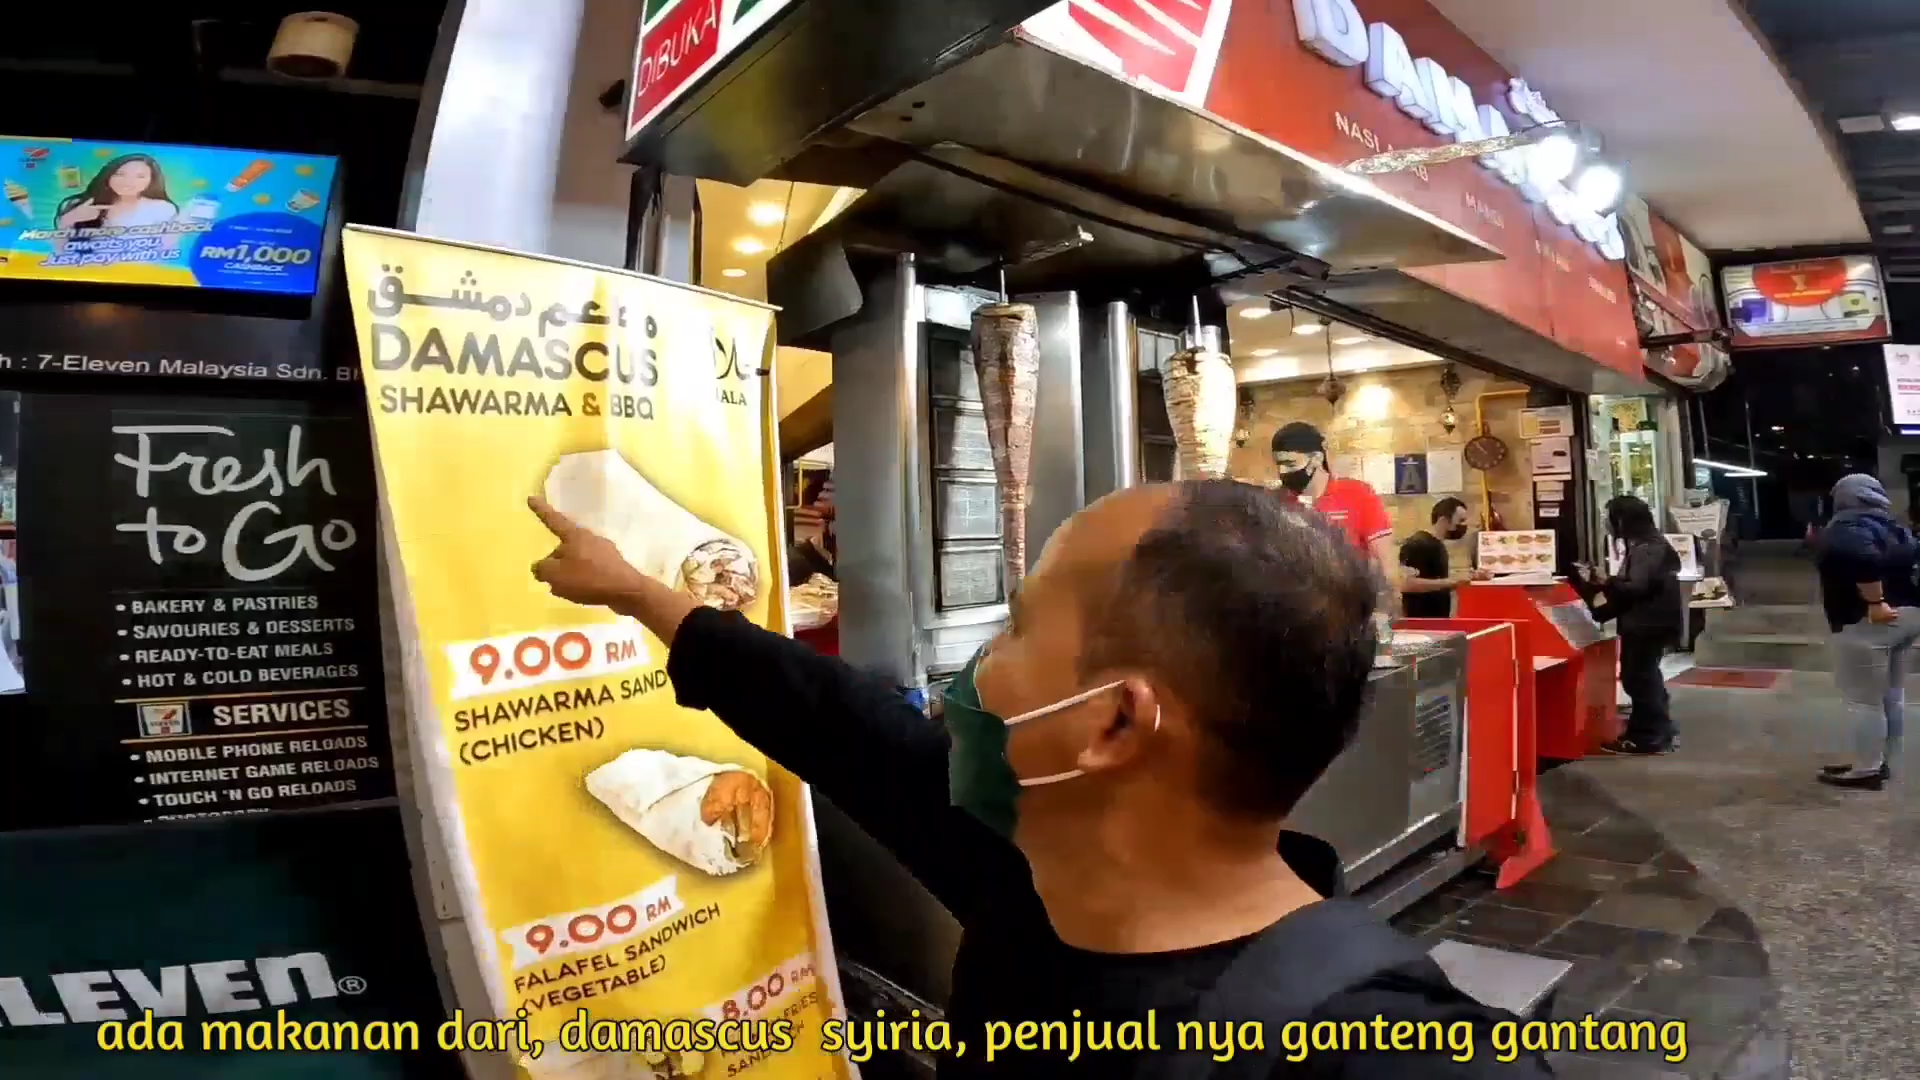 DIBUKA
DAMASCUS
NASI ARAB
March more cashback
awaits you.
Just pay with us
RM1,000
CASHBACK
h : 7-Eleven Malaysia Sdn. B
Fresh
to Go
• BAKERY & PASTRIES
• SAVOURIES & DESSERTS
• READY-TO-EAT MEALS
• HOT & COLD BEVERAGES
SERVICES
• MOBILE PHONE RELOADS
• INTERNET GAME RELOADS
• TOUCH 'N GO RELOADS
LEVEn®
مطعم دمشق
DAMASCUS
SHAWARMA & BBQ
9.00 RM
SHAWARMA SAND
(CHICKEN)
9.00 RM
FALAFEL SANDWICH
(VEGETABLE)
8.00 RM
ada makanan dari, damascus syiria, penjual nya ganteng gantang